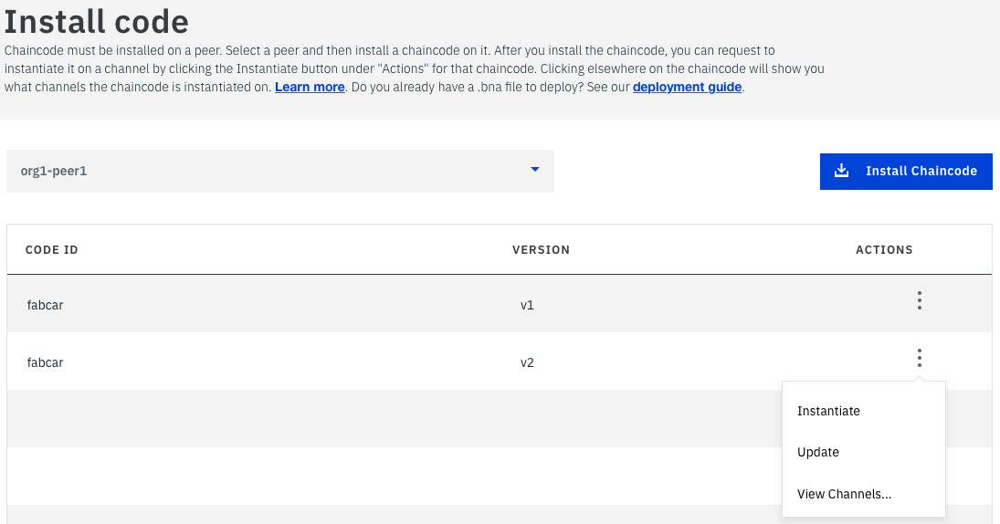 Install code
Chaincode must be installed on a peer. Select a peer and then install a chaincode on it. After you install the chaincode, you can request to
instantiate it on a channel by clicking the Instantiate button under "Actions" for that chaincode. Clicking elsewhere on the chaincode will show you
what channels the chaincode is instantiated on. Learn more. Do you already have a .bna file to deploy? See our deployment guide.
org1-peer1
Install Chaincode
CODE ID VERSION ACTIONS
fabcar v1
fabcar v2
Instantiate
Update
View Channels...